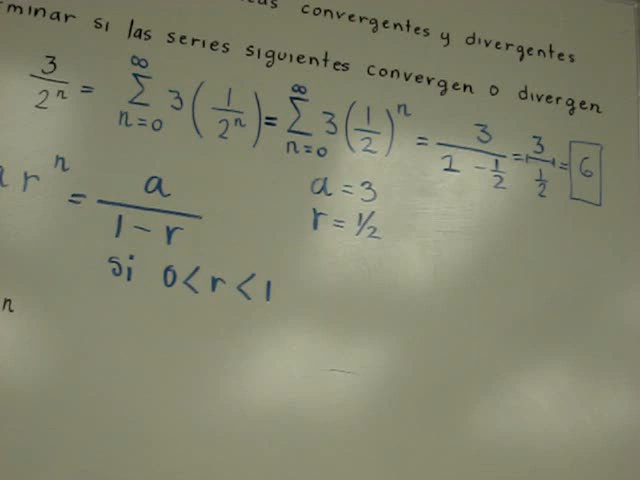 convergentes y divergentes
minar si las series siguientes convergen o divergen
3/2^n = ∑_{n=0}^{∞} 3(1/2^n) = ∑_{n=0}^{∞} 3(1/2)^n = 3/(1 - 1/2) = 3/(1/2) = 6
r^n = a/(1 - r)
a = 3
r = 1/2
si 0 < r < 1
n